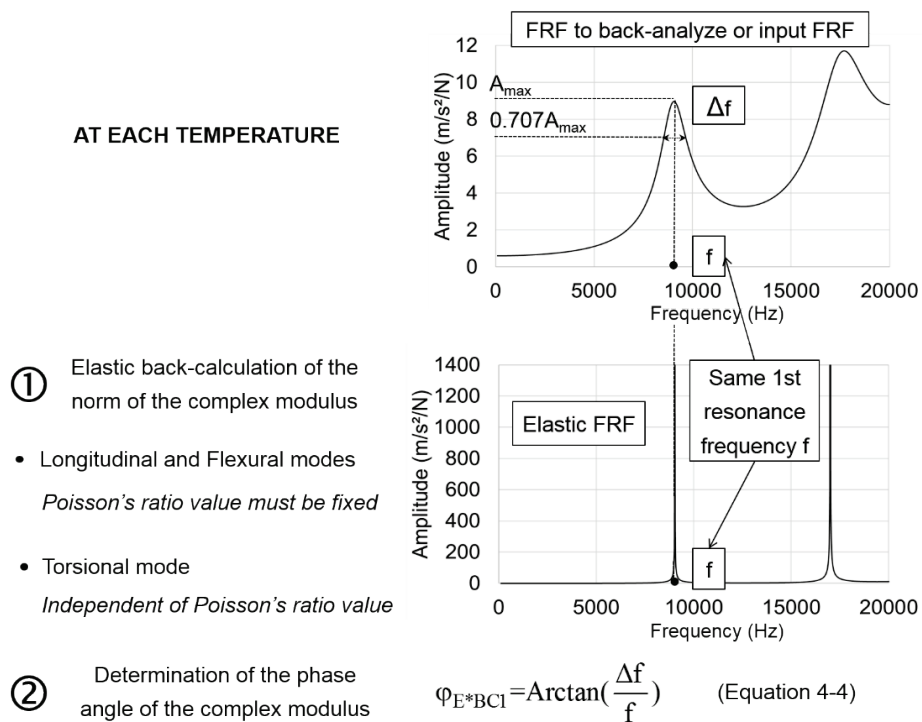 FRF to back-analyze or input FRF
AT EACH TEMPERATURE
Amplitude (m/s²/N)
12
10
8
6
4
2
0
A_max
0.707A_max
Δf
f
0
5000
10000
15000
20000
Frequency (Hz)
① Elastic back-calculation of the
norm of the complex modulus
• Longitudinal and Flexural modes
Poisson's ratio value must be fixed
• Torsional mode
Independent of Poisson's ratio value
Amplitude (m/s²/N)
1400
1200
1000
800
600
400
200
0
Elastic FRF
Same 1st
resonance
frequency f
f
0
5000
10000
15000
20000
Frequency (Hz)
② Determination of the phase
angle of the complex modulus
φ_E*BC1=Arctan(Δf/f) (Equation 4-4)